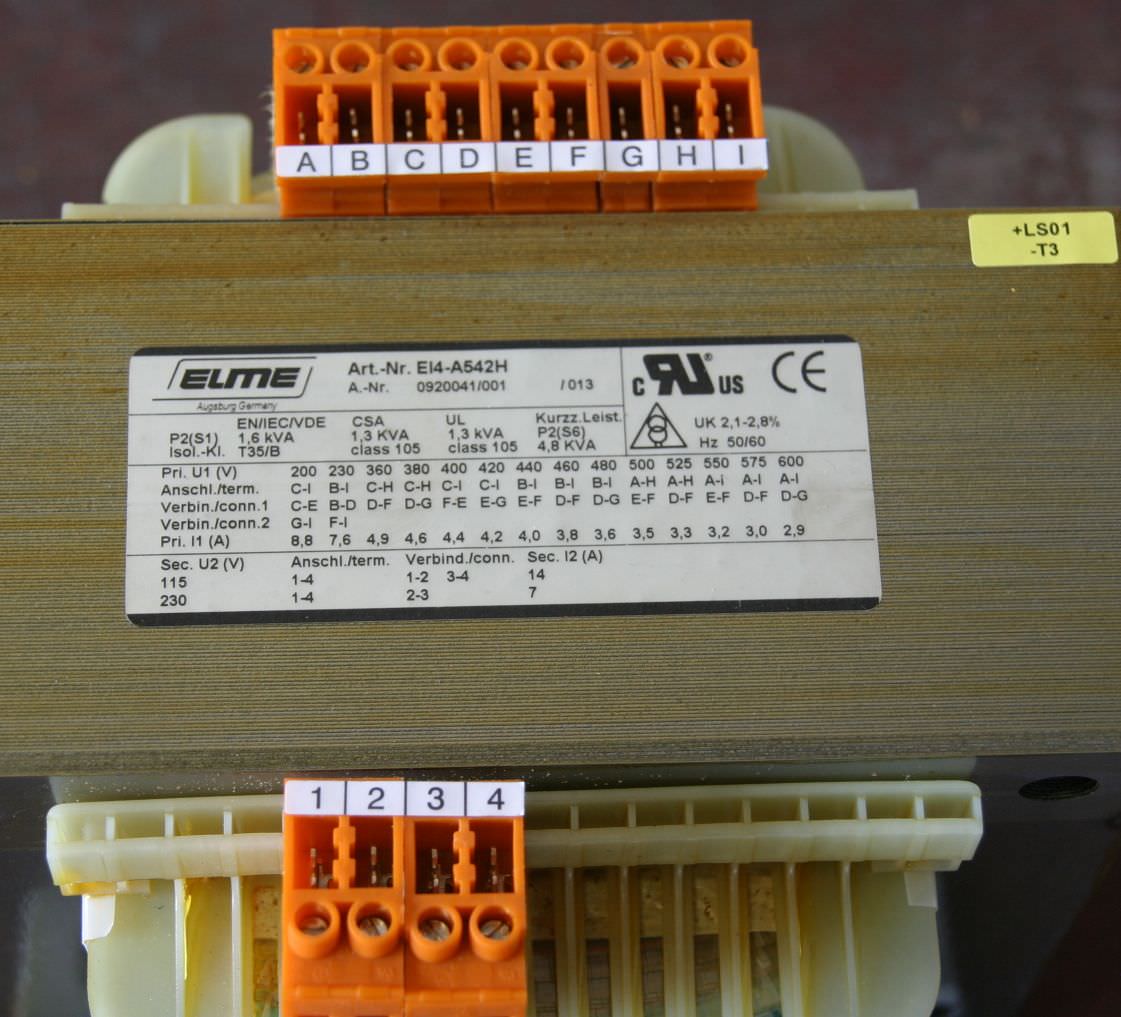 A B C D E F G H I
+LS01
-T3
ELME
Augsburg Germany
Art.-Nr. EI4-A542H
A.-Nr. 0920041/001 / 013
c RU ® US CE
EN/IEC/VDE CSA UL Kurzz.Leist.
P2(S1) 1,6 kVA 1,3 KVA 1,3 kVA P2(S6)
Isol.-Kl. T35/B class 105 class 105 4,8 KVA
UK 2,1-2,8%
Hz 50/60
Pri. U1 (V) 200 230 360 380 400 420 440 460 480 500 525 550 575 600
Anschl./term. C-I B-I C-H C-H C-I C-I B-I B-I B-I A-H A-H A-I A-I A-I
Verbin./conn.1 C-E B-D D-F D-G F-E E-G E-F D-F D-G E-F D-F E-F D-F D-G
Verbin./conn.2 G-I F-I
Pri. I1 (A) 8,8 7,6 4,9 4,6 4,4 4,2 4,0 3,8 3,6 3,5 3,3 3,2 3,0 2,9
Sec. U2 (V) Anschl./term. Verbind./conn. Sec. I2 (A)
115 1-4 1-2 3-4 14
230 1-4 2-3 7
1 2 3 4